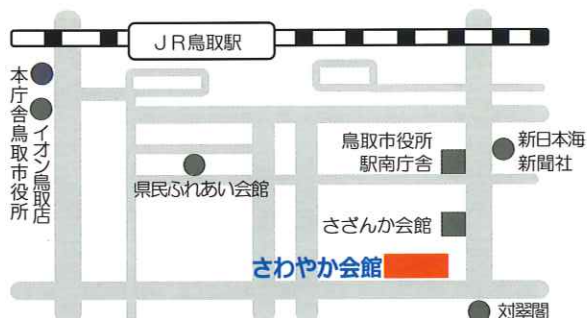 JR鳥取駅
本庁舎鳥取市役所
イオン鳥取店
県民ふれあい会館
鳥取市役所
駅南庁舎
新日本海
新聞社
さざんか会館
さわやか会館
対翠閣